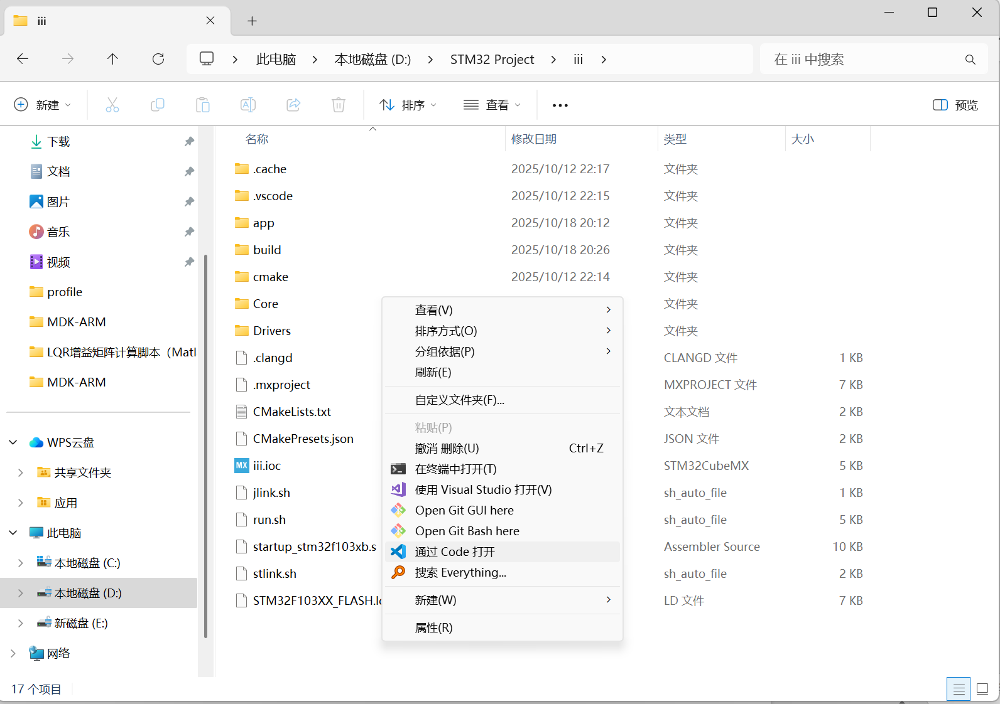 iii
此电脑 本地磁盘 (D:) STM32 Project iii
在 iii 中搜索
新建 排序 查看 预览
名称 修改日期 类型 大小
下载
文档
图片
音乐
视频
profile
MDK-ARM
LQR增益矩阵计算脚本（Matl
MDK-ARM
WPS云盘
共享文件夹
应用
此电脑
本地磁盘 (C:)
本地磁盘 (D:)
新磁盘 (E:)
网络
.cache 2025/10/12 22:17 文件夹
.vscode 2025/10/12 22:15 文件夹
app 2025/10/18 20:12 文件夹
build 2025/10/18 20:26 文件夹
cmake 2025/10/12 22:14 文件夹
Core 文件夹
Drivers 文件夹
.clangd CLANGD 文件 1 KB
.mxproject MXPROJECT 文件 7 KB
CMakeLists.txt 文本文档 2 KB
CMakePresets.json JSON 文件 2 KB
MX iii.ioc STM32CubeMX 5 KB
jlink.sh sh_auto_file 1 KB
run.sh sh_auto_file 5 KB
startup_stm32f103xb.s Assembler Source 10 KB
stlink.sh sh_auto_file 2 KB
STM32F103XX_FLASH.l LD 文件 7 KB
查看(V)
排序方式(O)
分组依据(P)
刷新(E)
自定义文件夹(F)...
粘贴(P)
撤消 删除(U) Ctrl+Z
在终端中打开(T)
使用 Visual Studio 打开(V)
Open Git GUI here
Open Git Bash here
通过 Code 打开
搜索 Everything...
新建(W)
属性(R)
17 个项目